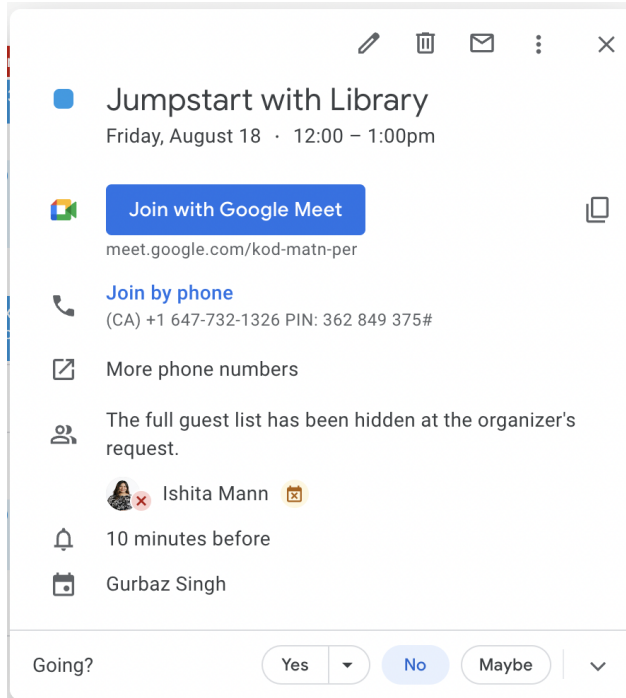 Jumpstart with Library
Friday, August 18 · 12:00 – 1:00pm
Join with Google Meet
meet.google.com/kod-matn-per
Join by phone
(CA) +1 647-732-1326 PIN: 362 849 375#
More phone numbers
The full guest list has been hidden at the organizer's
request.
Ishita Mann
10 minutes before
Gurbaz Singh
Going? Yes No Maybe